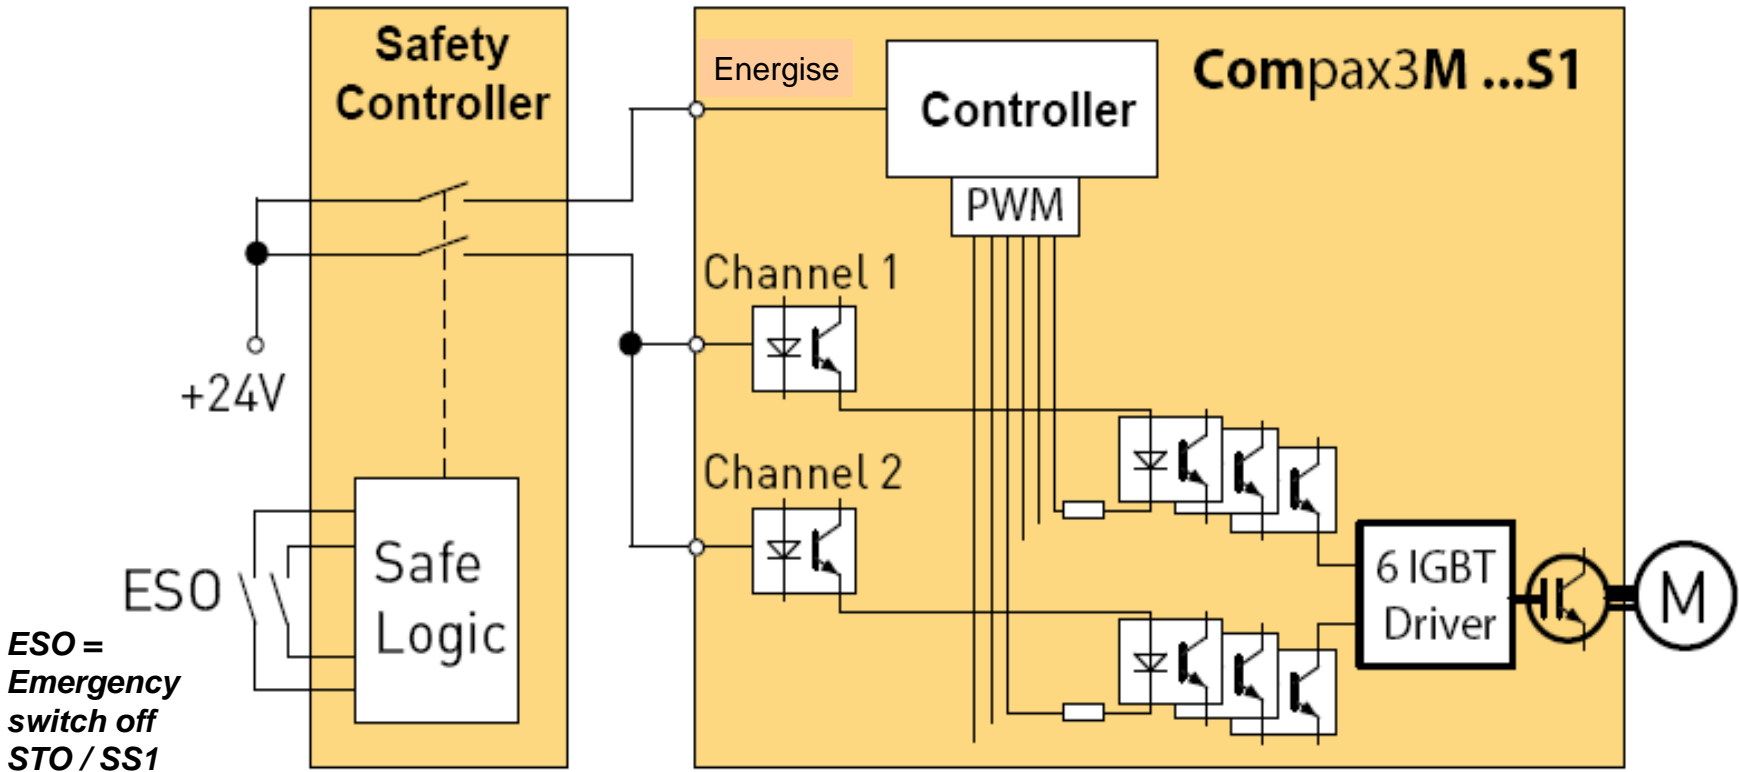 Safety
Controller
Energise
Controller
Compax3M ...S1
PWM
Channel 1
+24V
Channel 2
Safe
Logic
ESO
6 IGBT
Driver
M
ESO =
Emergency
switch off
STO / SS1